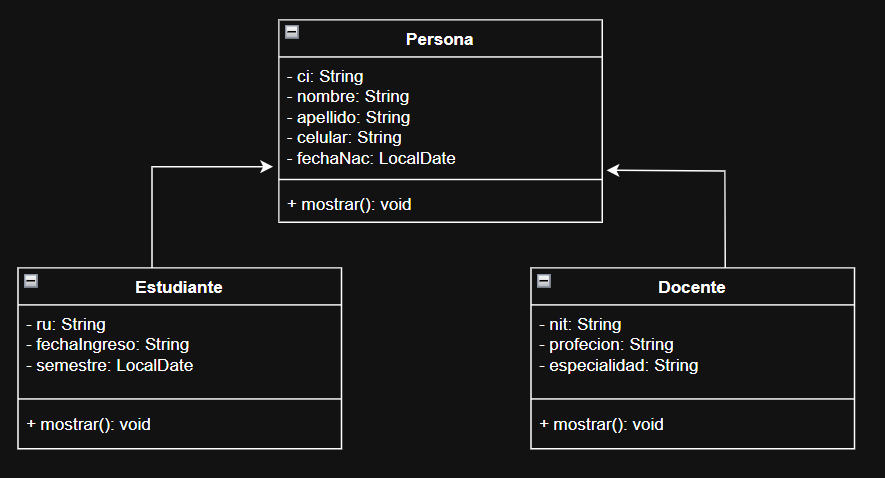 Persona
- ci: String
- nombre: String
- apellido: String
- celular: String
- fechaNac: LocalDate
+ mostrar(): void
Estudiante
- ru: String
- fechaIngreso: String
- semestre: LocalDate
+ mostrar(): void
Docente
- nit: String
- profecion: String
- especialidad: String
+ mostrar(): void